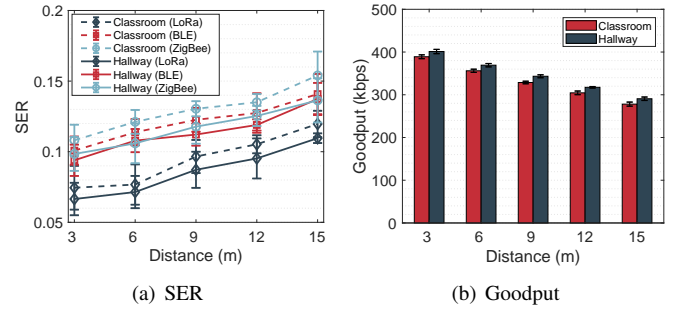 0.2
0.15
0.1
0.05
SER
Classroom (LoRa)
Classroom (BLE)
Classroom (ZigBee)
Hallway (LoRa)
Hallway (BLE)
Hallway (ZigBee)
3 6 9 12 15
Distance (m)
(a) SER
500
400
300
200
100
0
Goodput (kbps)
Classroom
Hallway
3 6 9 12 15
Distance (m)
(b) Goodput